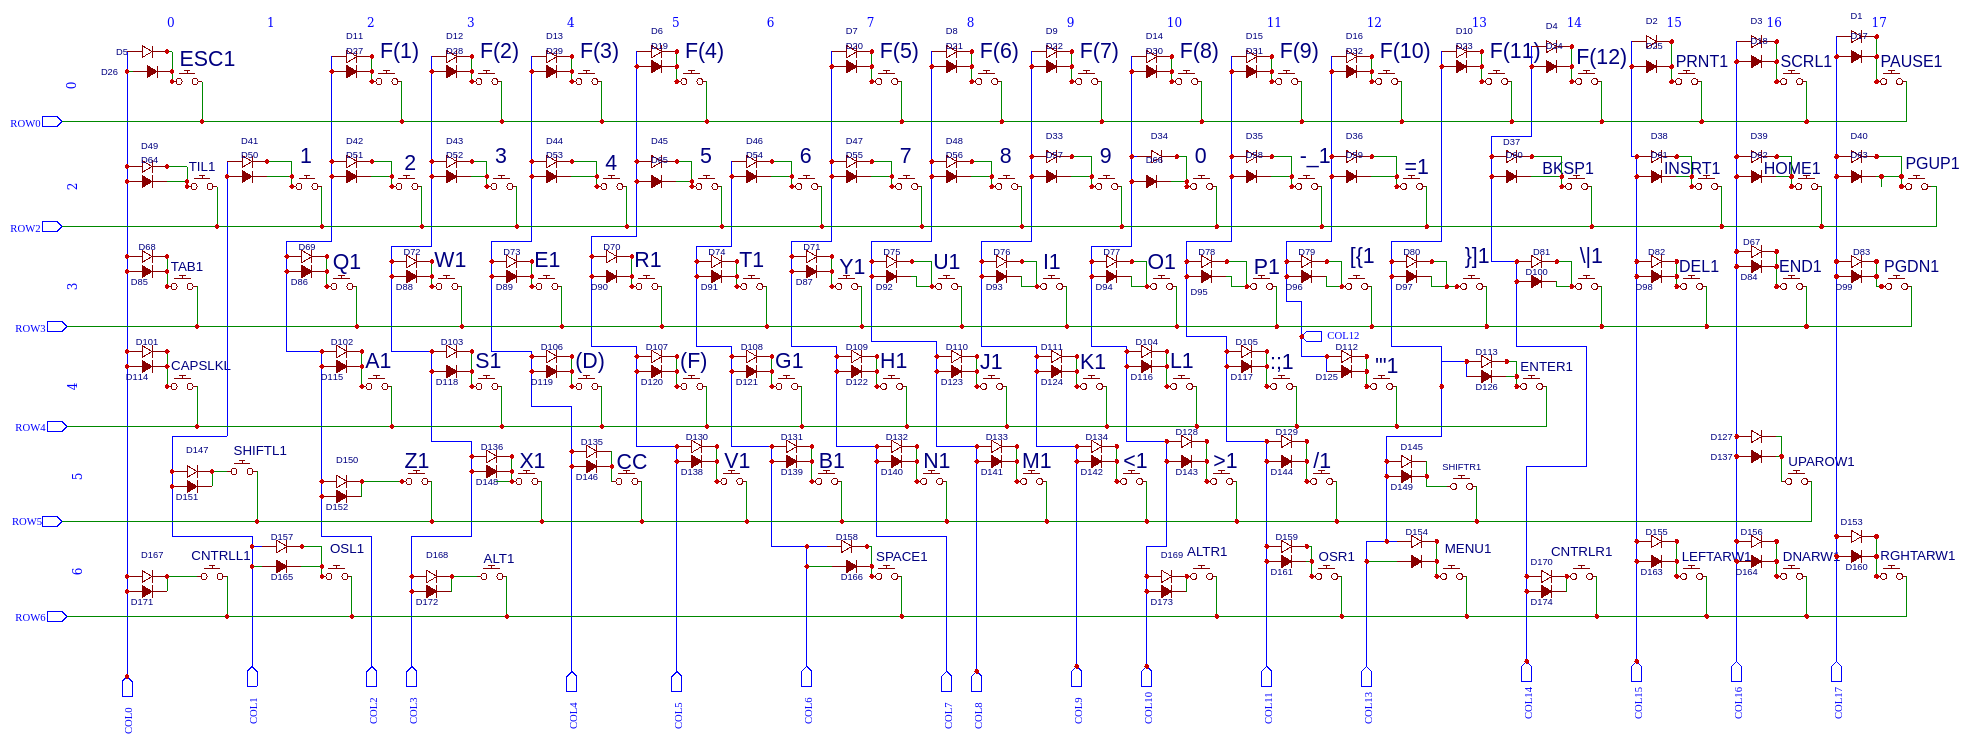 0 1 2 3 4 5 6 7 8 9 10 11 12 13 14 15 16 17
D5 D11 D12 D13 D6 D7 D8 D9 D14 D15 D16 D10 D4 D2 D3 D1
D26 D27 D28 D29 D19 D20 D21 D22 D30 D31 D32 D23 D24 D25 D18 D17
0 ESC1 F(1) F(2) F(3) F(4) F(5) F(6) F(7) F(8) F(9) F(10) F(11) F(12) PRNT1 SCRL1 PAUSE1
ROW0
D49 D41 D42 D43 D44 D45 D46 D47 D48 D33 D34 D35 D36 D37 D38 D39 D40
D64 D50 D51 D52 D53 D54 D55 D56
2 TIL1 1 2 3 4 5 6 7 8 9 0 -_1 =1 BKSP1 INSRT1 HOME1 PGUP1
ROW2
D68 D69 D72 D73 D70 D74 D71 D75 D76 D77 D78 D79 D80 D81 D82 D67 D83
3 TAB1 Q1 W1 E1 R1 T1 Y1 U1 I1 O1 P1 [{1 }]1 \|1 DEL1 END1 PGDN1
D85 D86 D88 D89 D90 D91 D87 D92 D93 D94 D95 D96 D97 D100 D98 D84 D99
ROW3
COL12
D101 D102 D103 D106 D107 D108 D109 D110 D111 D104 D105 D112 D113
4 CAPSLKL A1 S1 (D) (F) G1 H1 J1 K1 L1 :;1 '"1 ENTER1
D114 D115 D118 D119 D120 D121 D122 D123 D124 D116 D117 D125 D126
ROW4
D147 D150 D136 D135 D130 D131 D132 D133 D134 D128 D129 D145 D127
5 SHIFTL1 Z1 X1 CC V1 B1 N1 M1 <1 >1 /1 SHIFTR1 UPAROW1
D151 D152 D148 D146 D138 D139 D140 D141 D142 D143 D144 D149 D137
ROW5
D167 D157 D168 D158 D169 D159 D154 D170 D155 D156 D153
6 CNTRLL1 OSL1 ALT1 SPACE1 ALTR1 OSR1 MENU1 CNTRLR1 LEFTARW1 DNARW1 RGHTARW1
D171 D165 D172 D166 D173 D161 D174 D163 D164 D160
ROW6
COL0 COL1 COL2 COL3 COL4 COL5 COL6 COL7 COL8 COL9 COL10 COL11 COL13 COL14 COL15 COL16 COL17